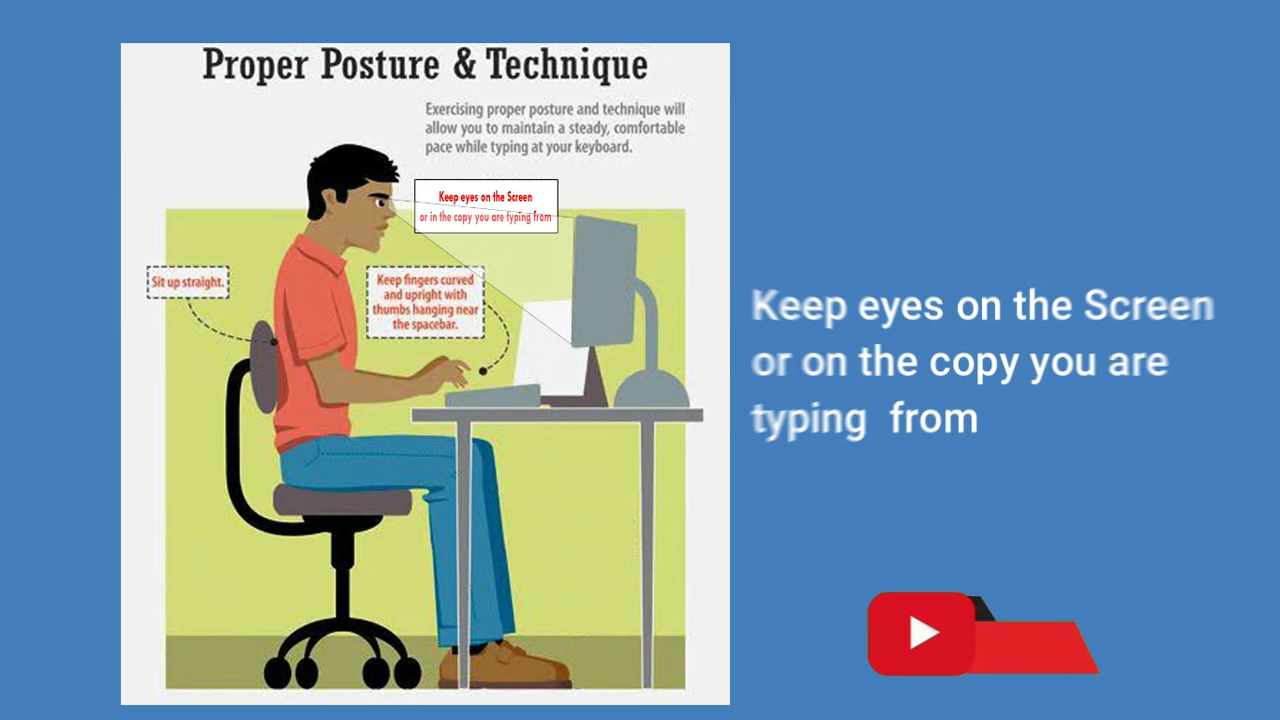 Proper Posture & Technique
Exercising proper posture and technique will
allow you to maintain a steady, comfortable
pace while typing at your keyboard.
Keep eyes on the Screen
or in the copy you are typing from
Sit up straight.
Keep fingers curved
and upright with
thumbs hanging near
the spacebar.
Keep eyes on the Screen
or on the copy you are
typing from